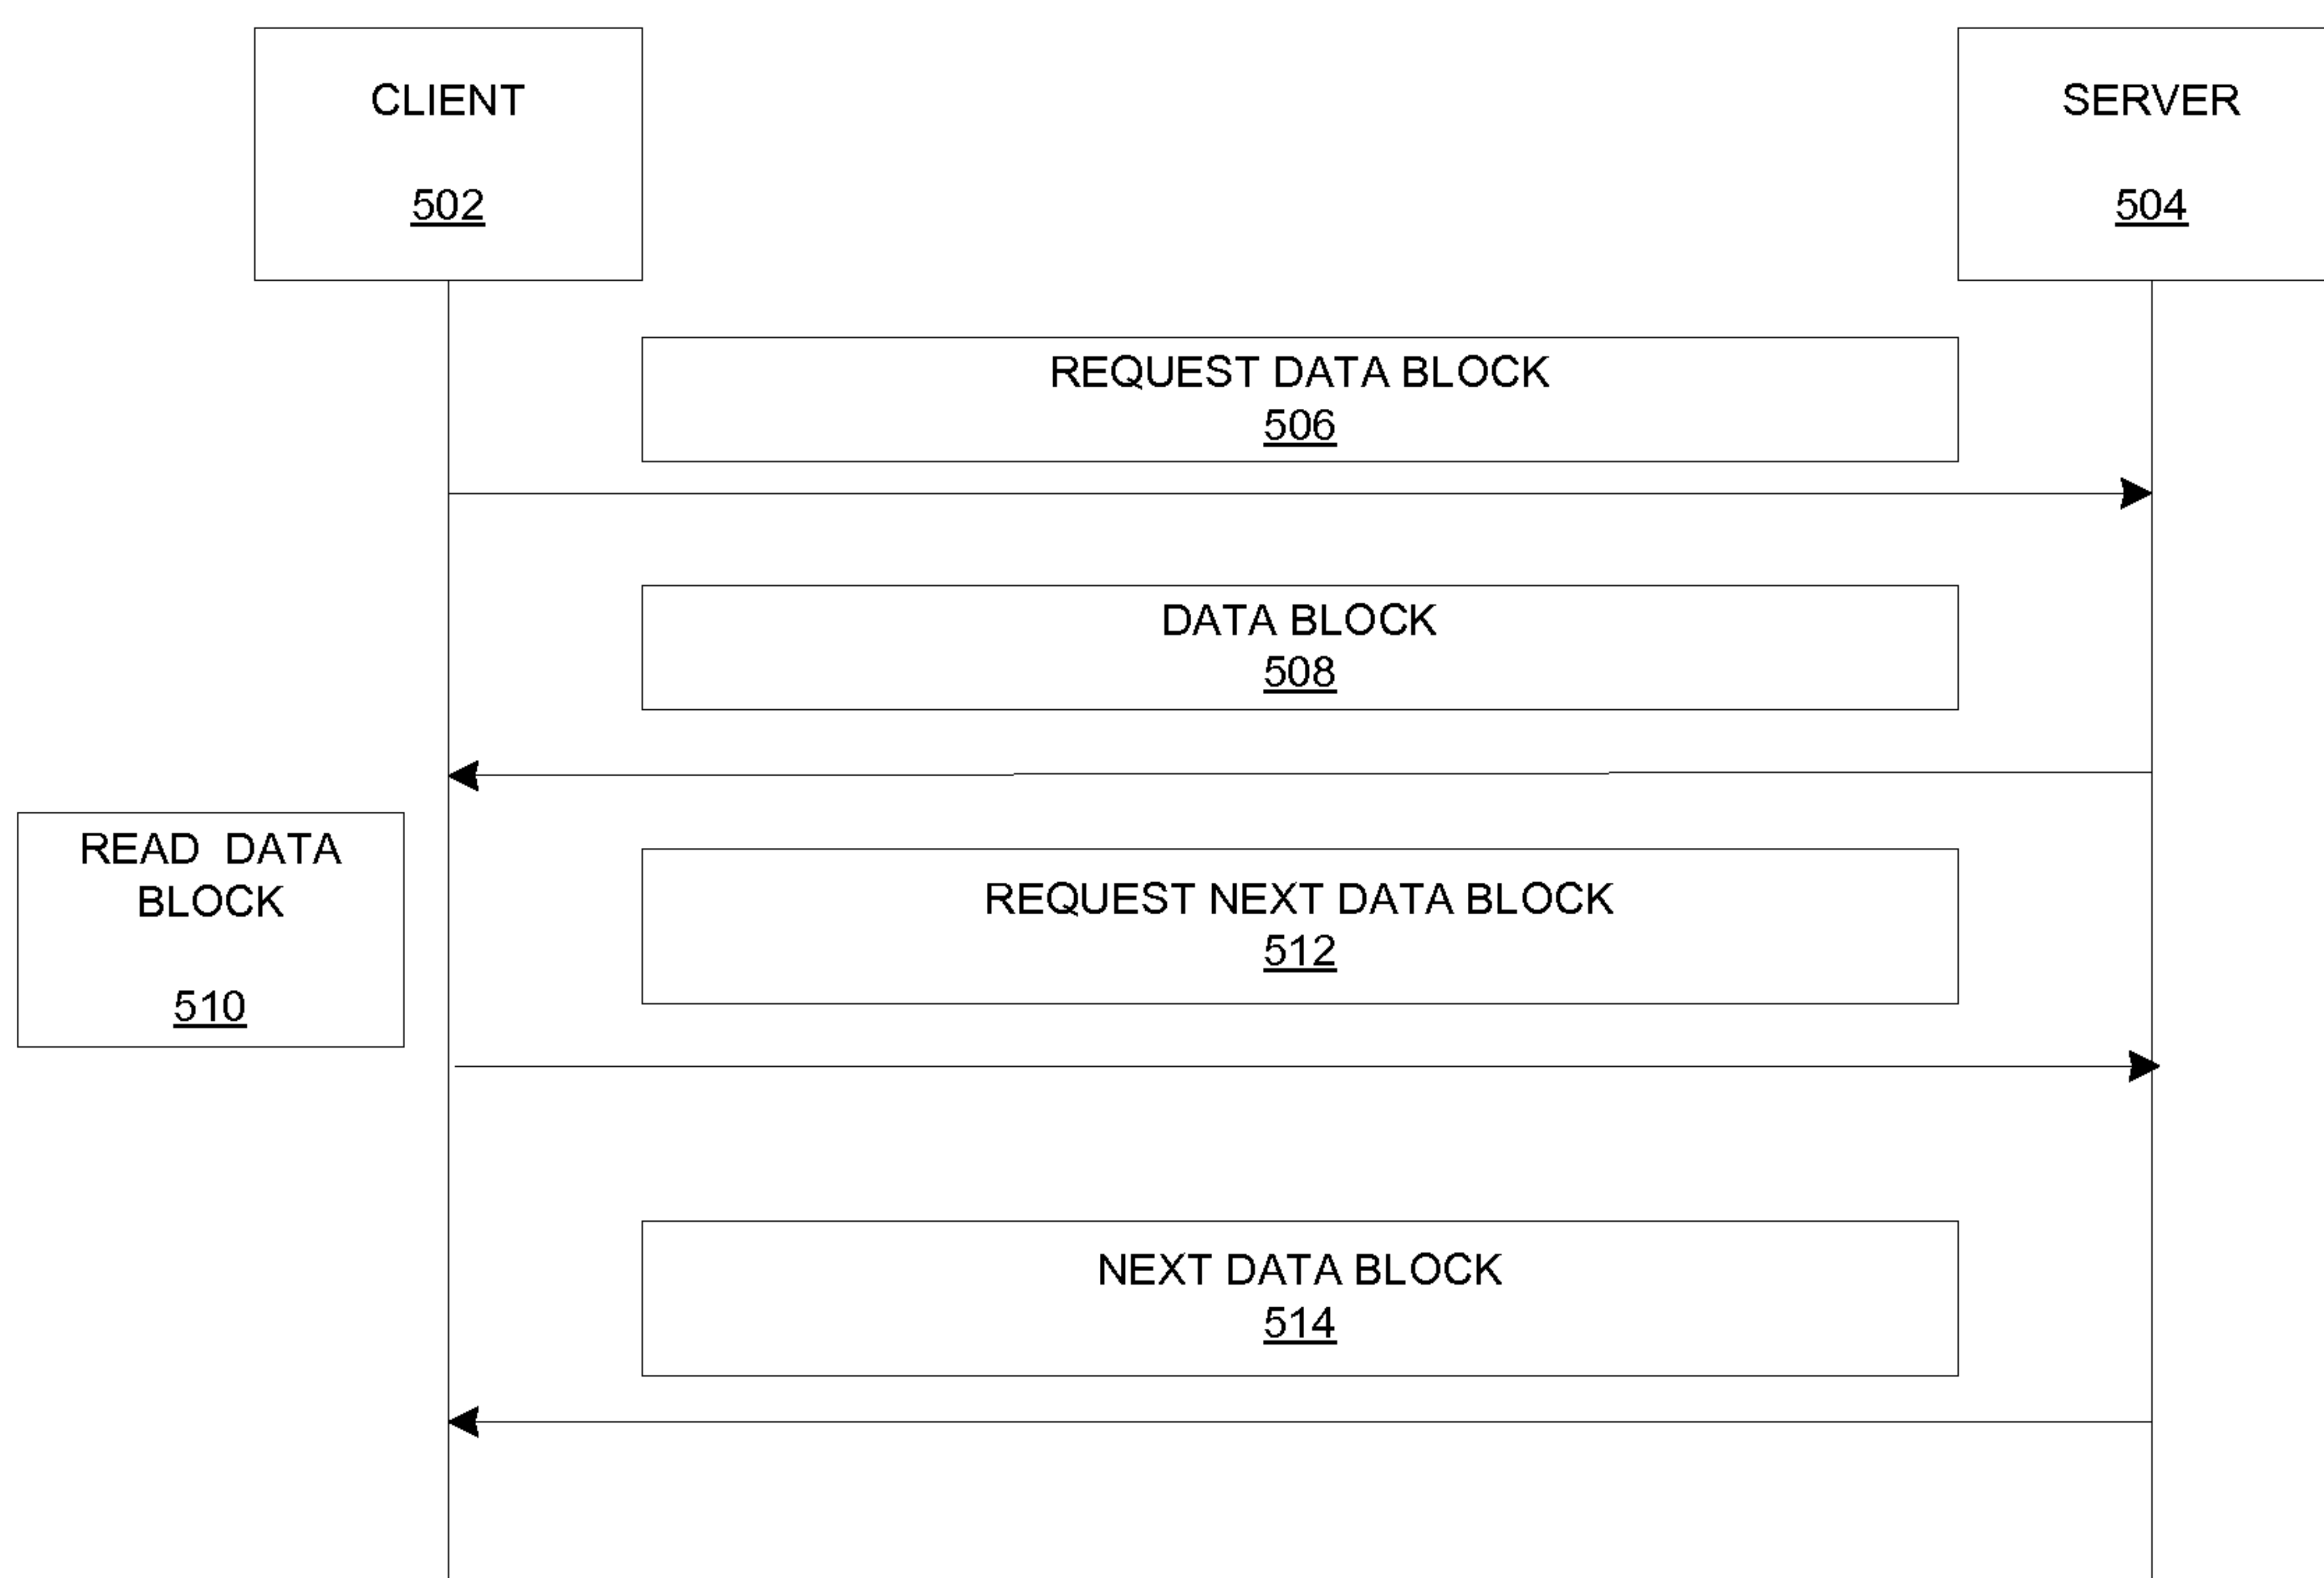 CLIENT
502
SERVER
504
REQUEST DATA BLOCK
506
DATA BLOCK
508
READ DATA
BLOCK
510
REQUEST NEXT DATA BLOCK
512
NEXT DATA BLOCK
514